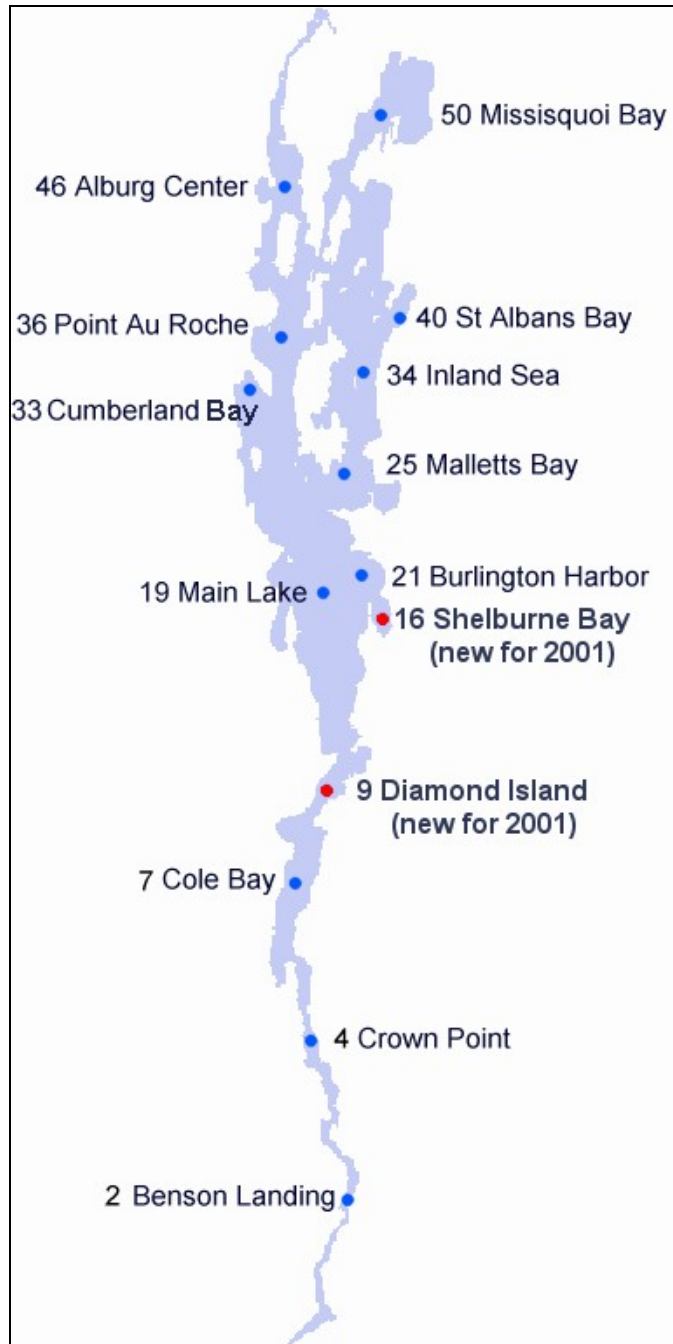 50 Missisquoi Bay
46 Alburg Center
40 St Albans Bay
36 Point Au Roche
34 Inland Sea
33 Cumberland Bay
25 Malletts Bay
21 Burlington Harbor
19 Main Lake
16 Shelburne Bay
(new for 2001)
9 Diamond Island
(new for 2001)
7 Cole Bay
4 Crown Point
2 Benson Landing